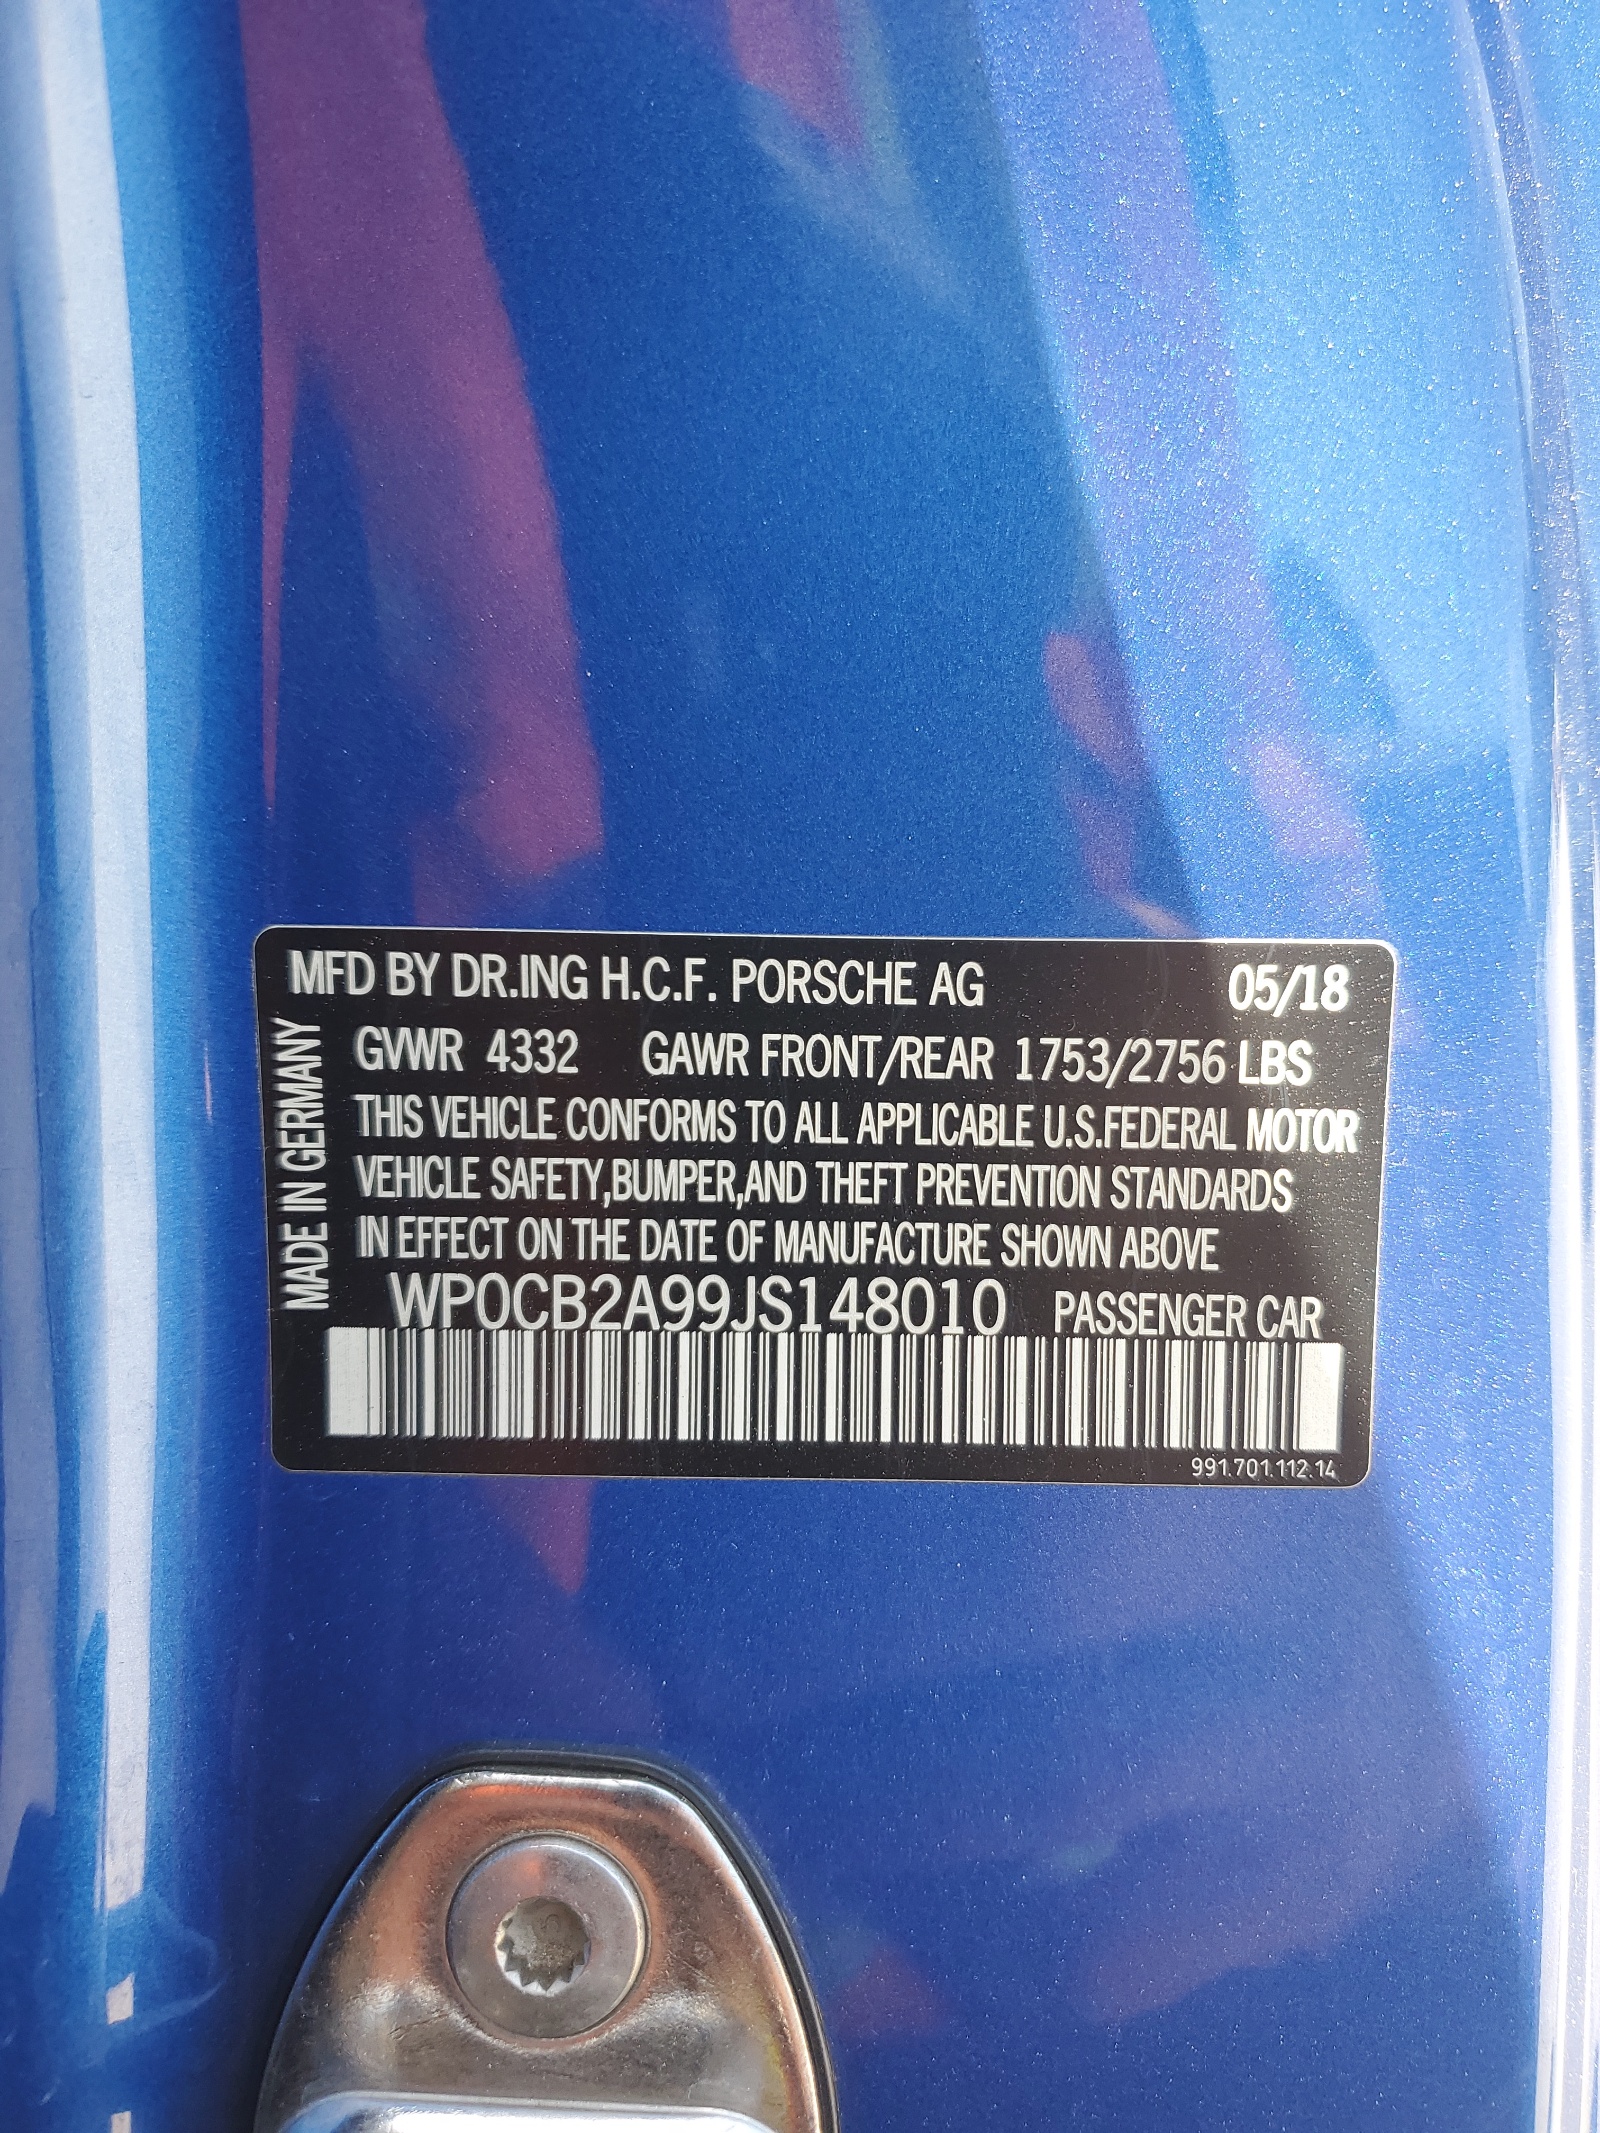 MFD BY DR.ING H.C.F. PORSCHE AG 05/18
GVWR 4332 GAWR FRONT/REAR 1753/2756 LBS
THIS VEHICLE CONFORMS TO ALL APPLICABLE U.S.FEDERAL MOTOR
VEHICLE SAFETY,BUMPER,AND THEFT PREVENTION STANDARDS
IN EFFECT ON THE DATE OF MANUFACTURE SHOWN ABOVE
MADE IN GERMANY
WP0CB2A99JS148010 PASSENGER CAR
991.701.112.14